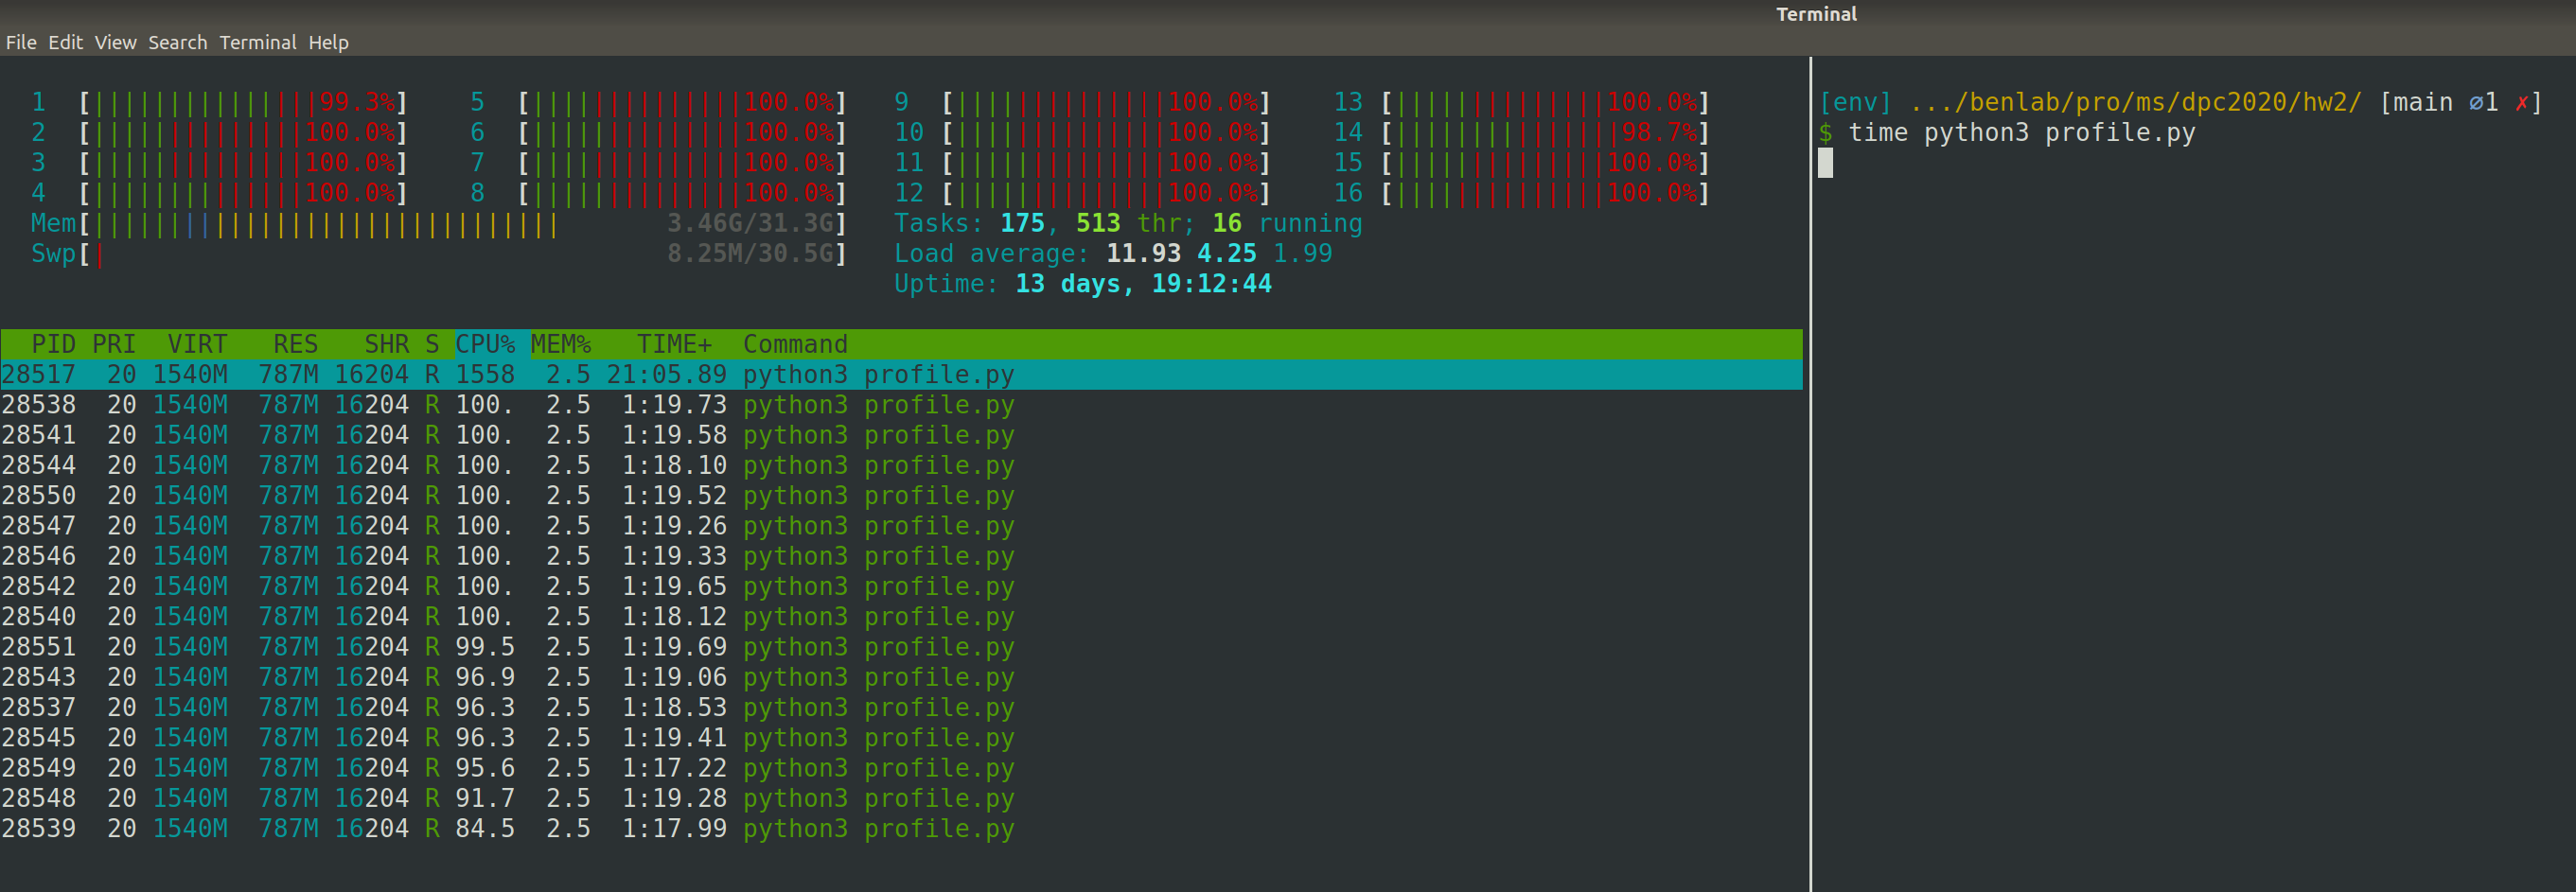 Terminal
File Edit View Search Terminal Help
1 [||||||||||||||||99.3%] 5 [||||||||||||||100.0%] 9 [||||||||||||||100.0%] 13 [||||||||||||||100.0%]
2 [||||||||||||||100.0%] 6 [||||||||||||||100.0%] 10 [||||||||||||||100.0%] 14 [|||||||||||||||98.7%]
3 [||||||||||||||100.0%] 7 [||||||||||||||100.0%] 11 [||||||||||||||100.0%] 15 [||||||||||||||100.0%]
4 [||||||||||||||100.0%] 8 [||||||||||||||100.0%] 12 [||||||||||||||100.0%] 16 [||||||||||||||100.0%]
Mem[||||||||||||||||||||||||||||||| 3.46G/31.3G] Tasks: 175, 513 thr; 16 running
Swp[| 8.25M/30.5G] Load average: 11.93 4.25 1.99
Uptime: 13 days, 19:12:44
PID PRI VIRT RES SHR S CPU% MEM% TIME+ Command
28517 20 1540M 787M 16204 R 1558 2.5 21:05.89 python3 profile.py
28538 20 1540M 787M 16204 R 100. 2.5 1:19.73 python3 profile.py
28541 20 1540M 787M 16204 R 100. 2.5 1:19.58 python3 profile.py
28544 20 1540M 787M 16204 R 100. 2.5 1:18.10 python3 profile.py
28550 20 1540M 787M 16204 R 100. 2.5 1:19.52 python3 profile.py
28547 20 1540M 787M 16204 R 100. 2.5 1:19.26 python3 profile.py
28546 20 1540M 787M 16204 R 100. 2.5 1:19.33 python3 profile.py
28542 20 1540M 787M 16204 R 100. 2.5 1:19.65 python3 profile.py
28540 20 1540M 787M 16204 R 100. 2.5 1:18.12 python3 profile.py
28551 20 1540M 787M 16204 R 99.5 2.5 1:19.69 python3 profile.py
28543 20 1540M 787M 16204 R 96.9 2.5 1:19.06 python3 profile.py
28537 20 1540M 787M 16204 R 96.3 2.5 1:18.53 python3 profile.py
28545 20 1540M 787M 16204 R 96.3 2.5 1:19.41 python3 profile.py
28549 20 1540M 787M 16204 R 95.6 2.5 1:17.22 python3 profile.py
28548 20 1540M 787M 16204 R 91.7 2.5 1:19.28 python3 profile.py
28539 20 1540M 787M 16204 R 84.5 2.5 1:17.99 python3 profile.py
[env] .../benlab/pro/ms/dpc2020/hw2/ [main ⌀1 ✗]
$ time python3 profile.py